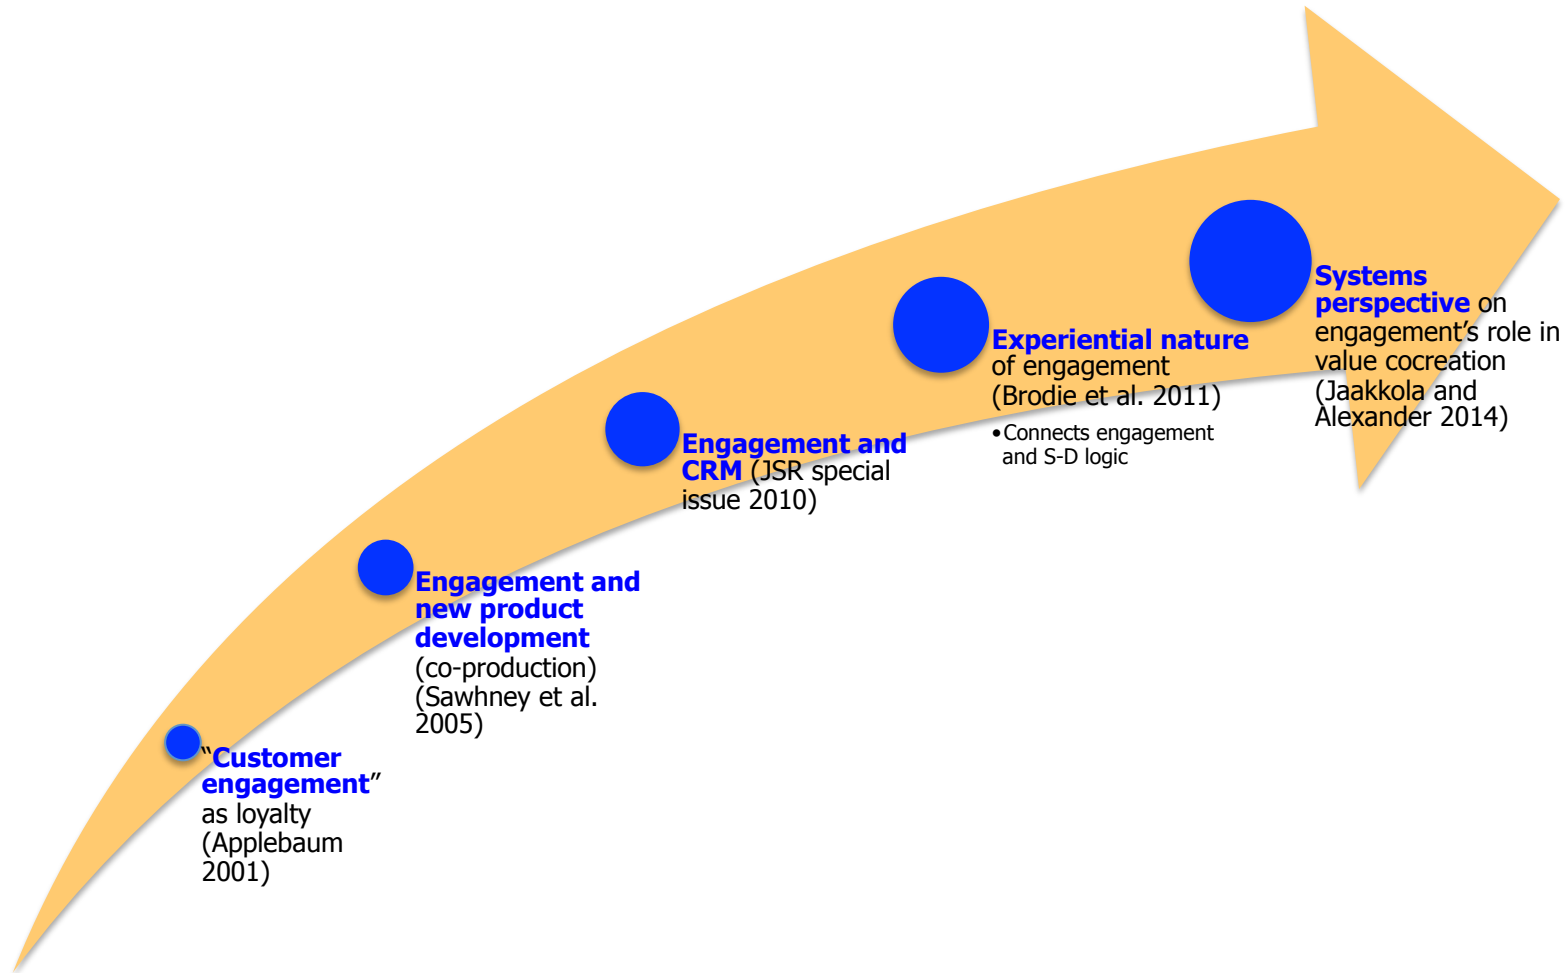 “Customer
engagement”
as loyalty
(Applebaum
2001)
Engagement and
new product
development
(co-production)
(Sawhney et al.
2005)
Engagement and
CRM (JSR special
issue 2010)
Experiential nature
of engagement
(Brodie et al. 2011)
•Connects engagement
and S-D logic
Systems
perspective on
engagement’s role in
value cocreation
(Jaakkola and
Alexander 2014)